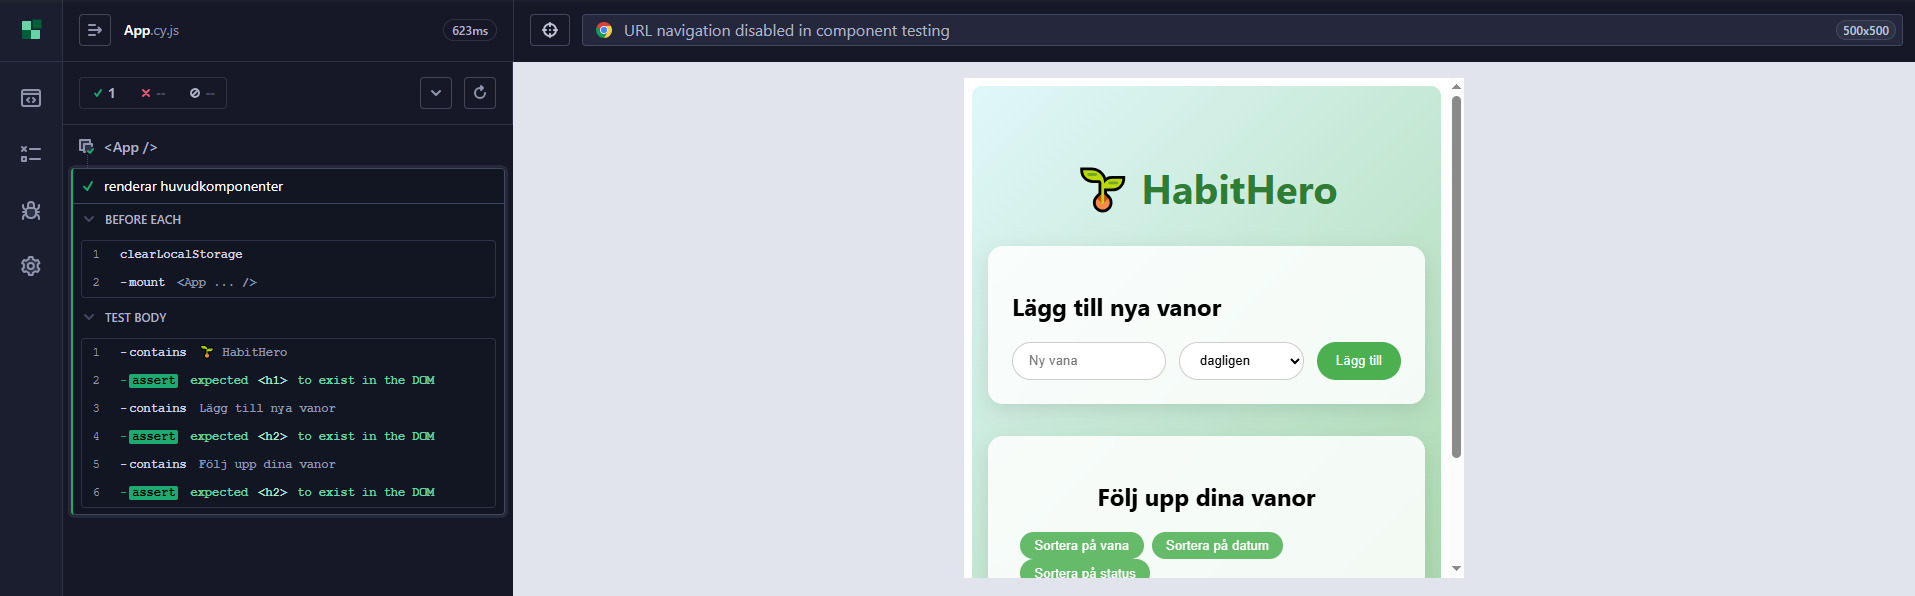 App.cy.js 623ms
URL navigation disabled in component testing 500x500
1 -- --
<App />
renderar huvudkomponenter
BEFORE EACH
1 clearLocalStorage
2 -mount <App ... />
TEST BODY
1 -contains 🌱 HabitHero
2 -assert expected <h1> to exist in the DOM
3 -contains Lägg till nya vanor
4 -assert expected <h2> to exist in the DOM
5 -contains Följ upp dina vanor
6 -assert expected <h2> to exist in the DOM
🌱 HabitHero
Lägg till nya vanor
Ny vana dagligen Lägg till
Följ upp dina vanor
Sortera på vana Sortera på datum
Sortera på status